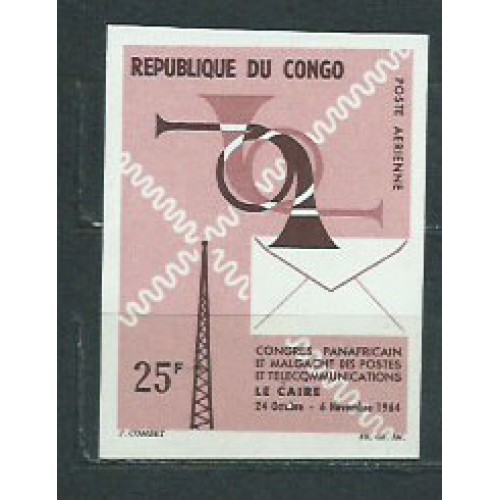 REPUBLIQUE DU CONGO
POSTE AERIENNE
25F
CONGRES PANAFRICAIN
ET MALGACHE DES POSTES
ET TELECOMMUNICATIONS
LE CAIRE
24 Octobre - 6 Novembre 1964
J. COMBET